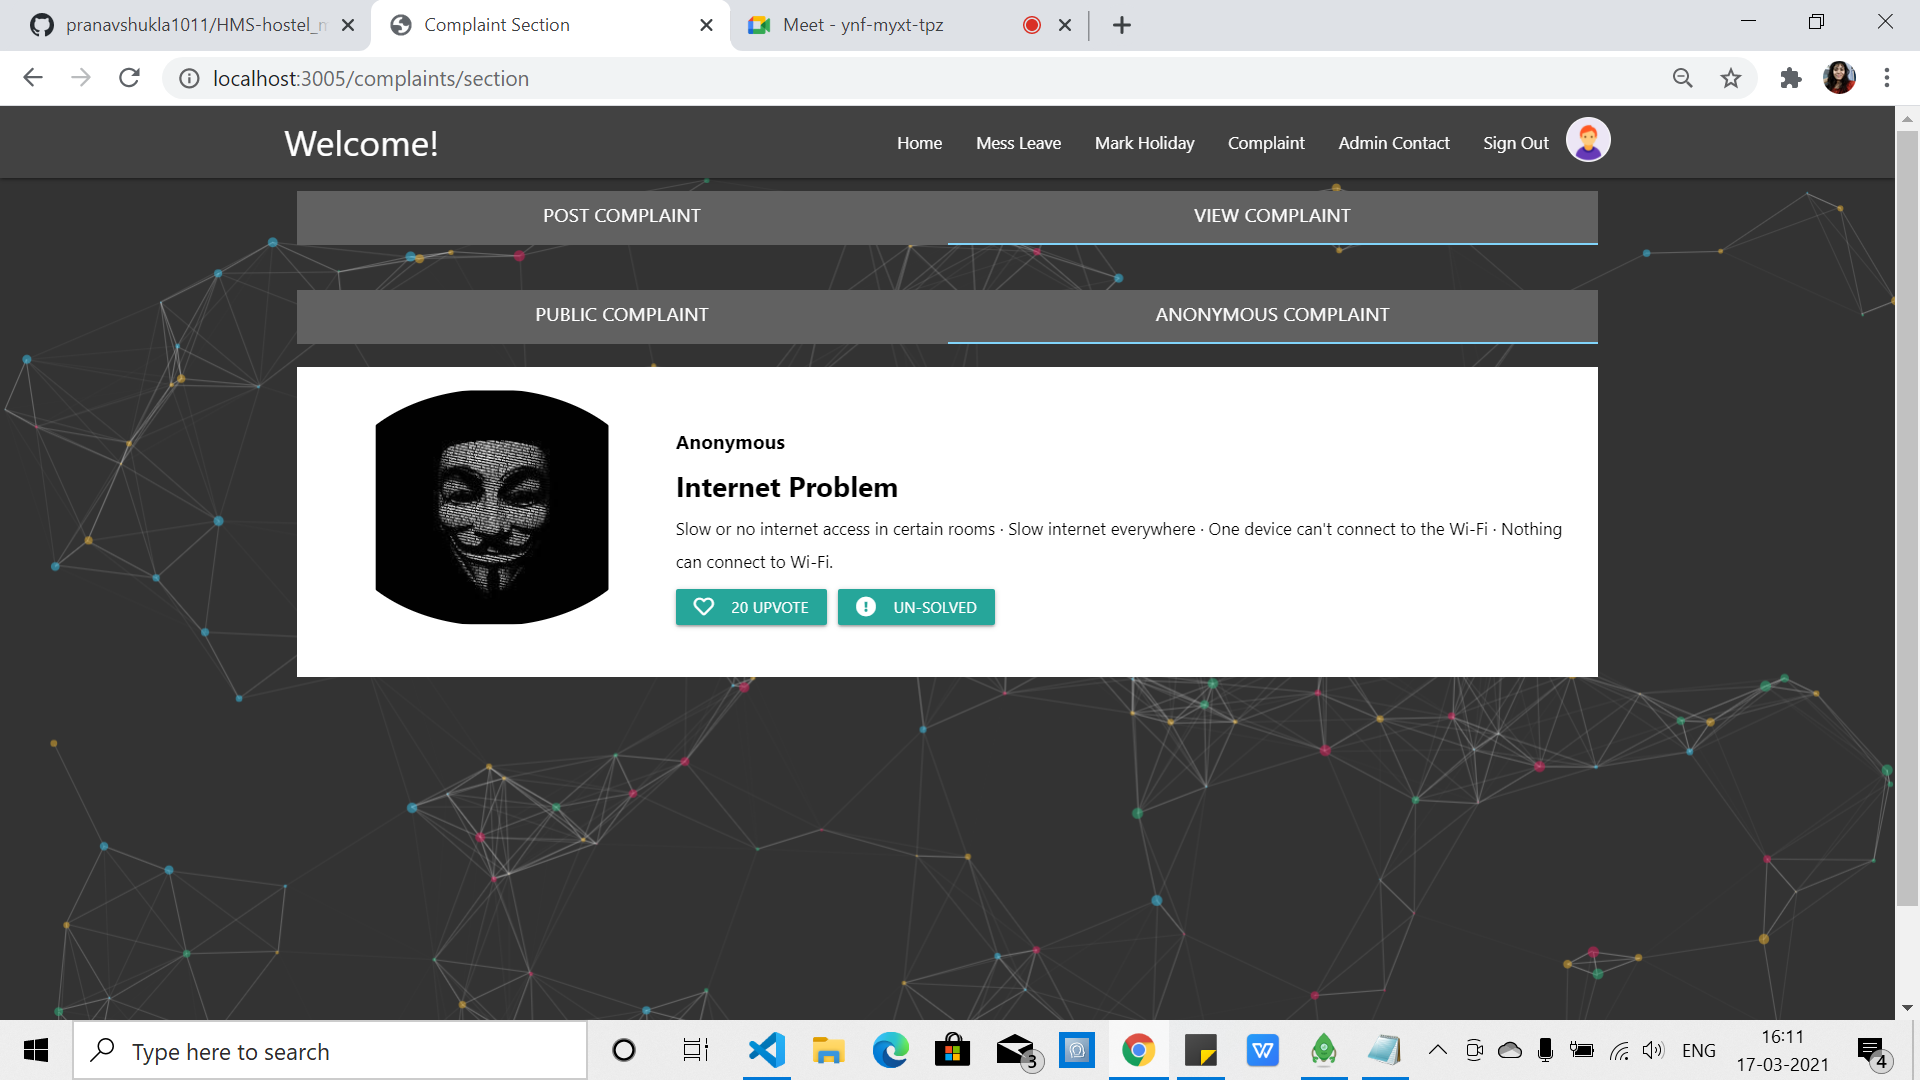 pranavshukla1011/HMS-hostel_m
Complaint Section
Meet - ynf-myxt-tpz
localhost:3005/complaints/section
Welcome!
Home
Mess Leave
Mark Holiday
Complaint
Admin Contact
Sign Out
POST COMPLAINT
VIEW COMPLAINT
PUBLIC COMPLAINT
ANONYMOUS COMPLAINT
Anonymous
Internet Problem
Slow or no internet access in certain rooms · Slow internet everywhere · One device can't connect to the Wi-Fi · Nothing
can connect to Wi-Fi.
20 UPVOTE
UN-SOLVED
Type here to search
3
W
ENG
16:11
17-03-2021
4